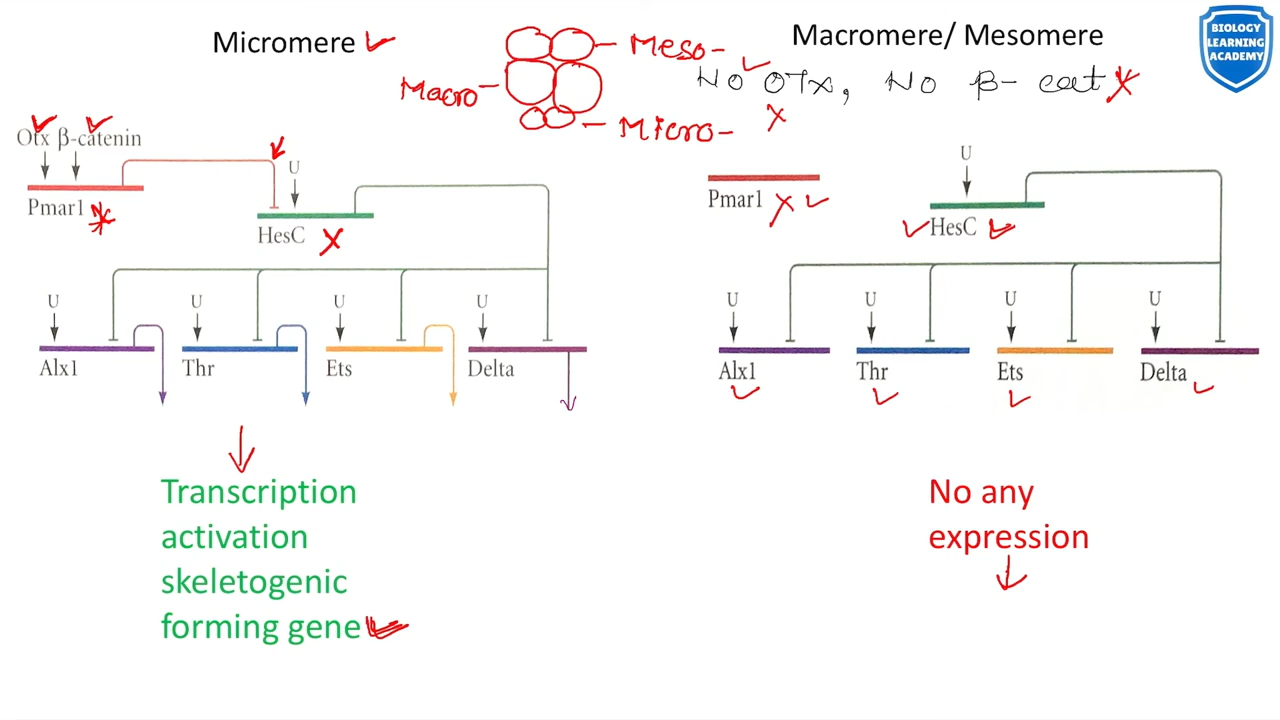 Micromere
Meso-
Macro-
Micro-
Macromere/ Mesomere
No OTx, No β- cat
BIOLOGY
LEARNING
ACADEMY
Otx β-catenin
Pmar1
U
HesC
U
U
U
U
Alx1
Thr
Ets
Delta
Transcription
activation
skeletogenic
forming gene
Pmar1
U
HesC
U
U
U
U
Alx1
Thr
Ets
Delta
No any
expression